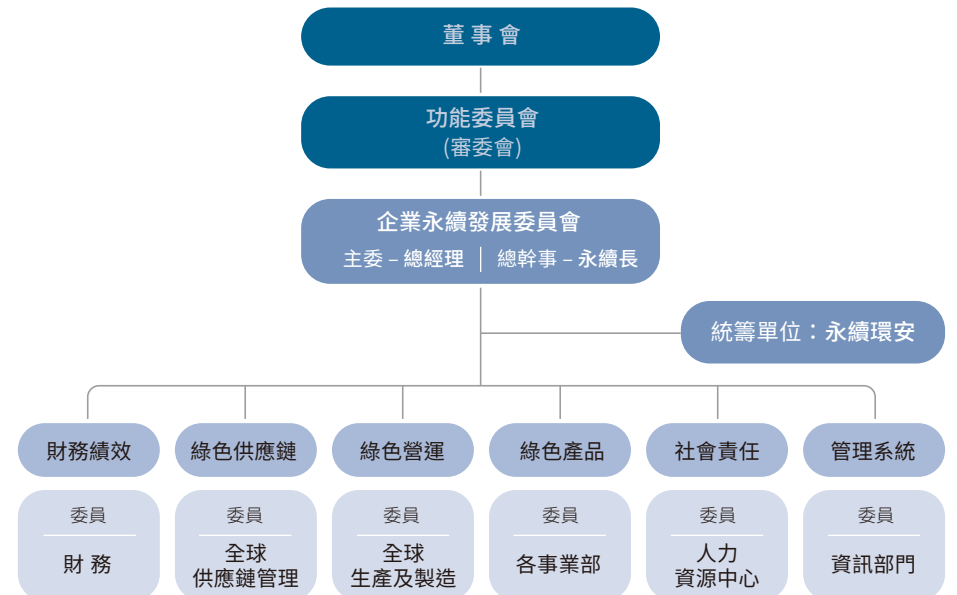 董事會
功能委員會
(審委會)
企業永續發展委員會
主委 – 總經理 | 總幹事 – 永續長
統籌單位：永續環安
財務績效
綠色供應鏈
綠色營運
綠色產品
社會責任
管理系統
委員
財務
委員
全球
供應鏈管理
委員
全球
生產及製造
委員
各事業部
委員
人力
資源中心
委員
資訊部門